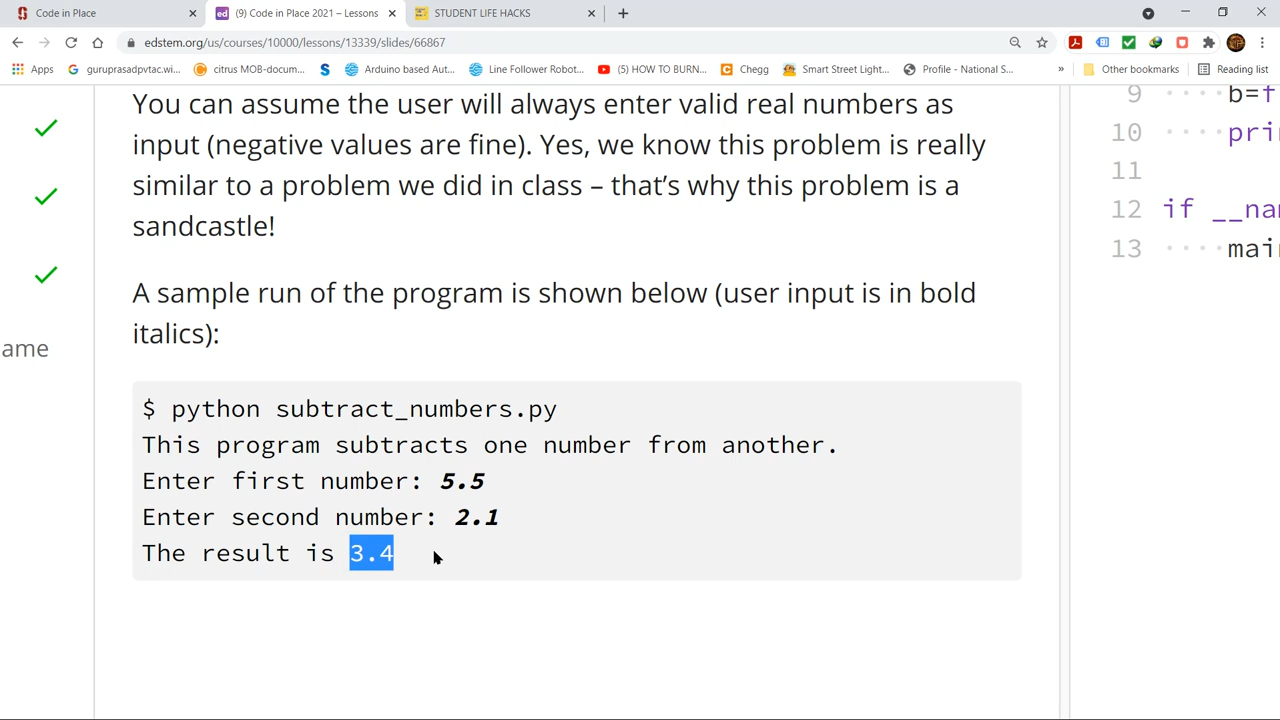 Code in Place
(9) Code in Place 2021 – Lessons
STUDENT LIFE HACKS
edstem.org/us/courses/10000/lessons/13339/slides/66867
Apps
guruprasadpvtac.wi...
citrus MOB-docum...
Arduino based Aut...
Line Follower Robot...
(5) HOW TO BURN...
Chegg
Smart Street Light...
Profile - National S...
»
Other bookmarks
Reading list
You can assume the user will always enter valid real numbers as
input (negative values are fine). Yes, we know this problem is really
similar to a problem we did in class – that’s why this problem is a
sandcastle!
A sample run of the program is shown below (user input is in bold
italics):
ame
$ python subtract_numbers.py
This program subtracts one number from another.
Enter first number: 5.5
Enter second number: 2.1
The result is 3.4
9 ····b=f
10 ····pri
11
12 if __na
13 ····mai